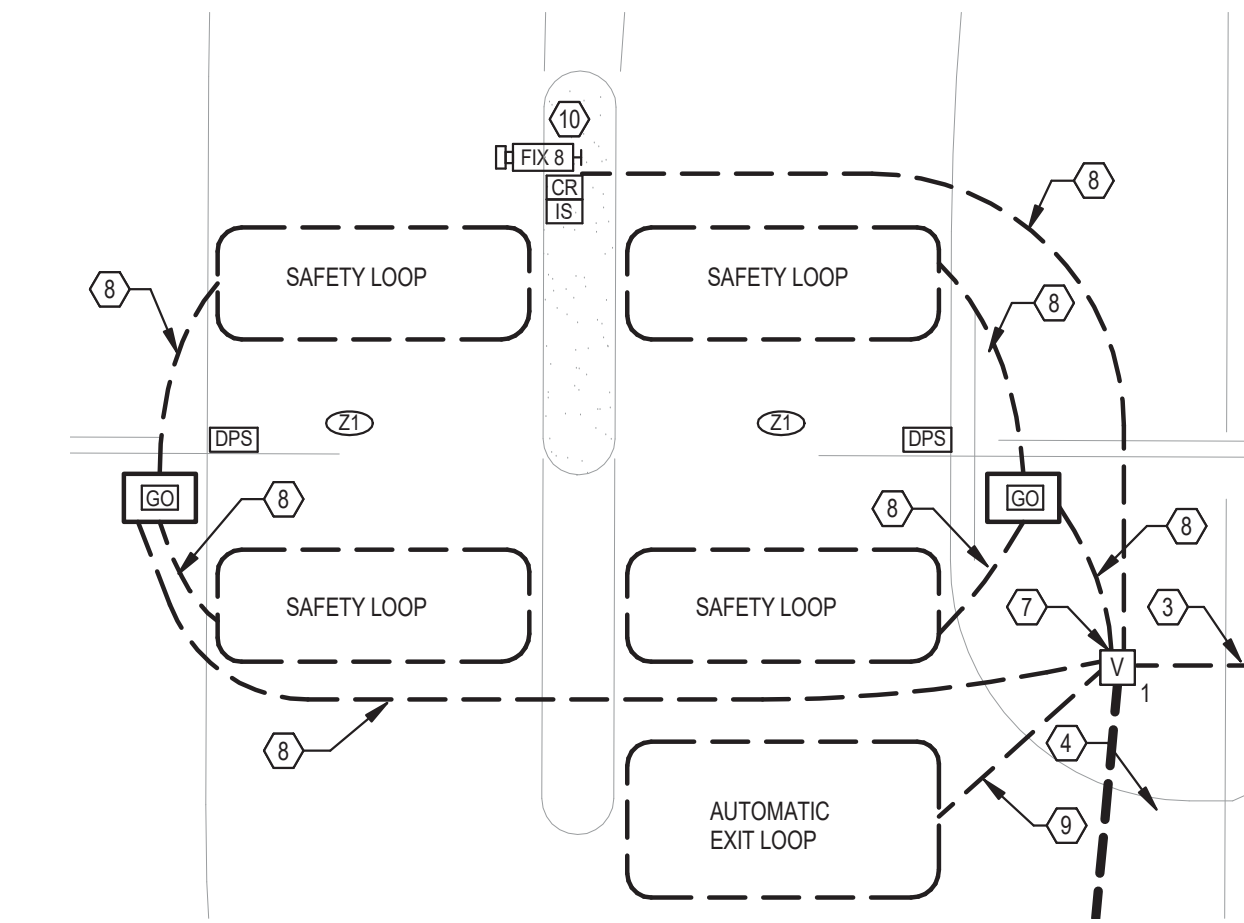 10
FIX 8
CR
IS
8
SAFETY LOOP
SAFETY LOOP
8
8
Z1
Z1
DPS
DPS
GO
GO
8
8
8
SAFETY LOOP
SAFETY LOOP
7
3
V
1
8
4
AUTOMATIC
EXIT LOOP
9